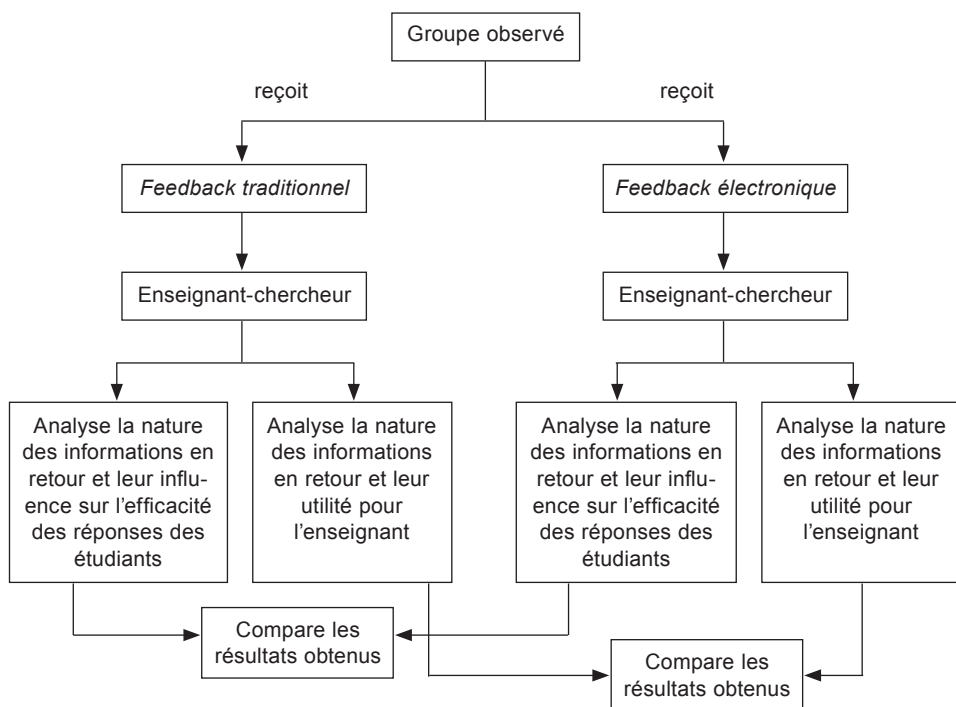 Groupe observé
reçoit
reçoit
Feedback traditionnel
Feedback électronique
Enseignant-chercheur
Enseignant-chercheur
Analyse la nature
des informations en
retour et leur influ-
ence sur l’efficacité
des réponses des
étudiants
Analyse la nature
des informations
en retour et leur
utilité pour
l’enseignant
Analyse la nature
des informations en
retour et leur influ-
ence sur l’efficacité
des réponses des
étudiants
Analyse la nature
des informations
en retour et leur
utilité pour
l’enseignant
Compare les
résultats obtenus
Compare les
résultats obtenus